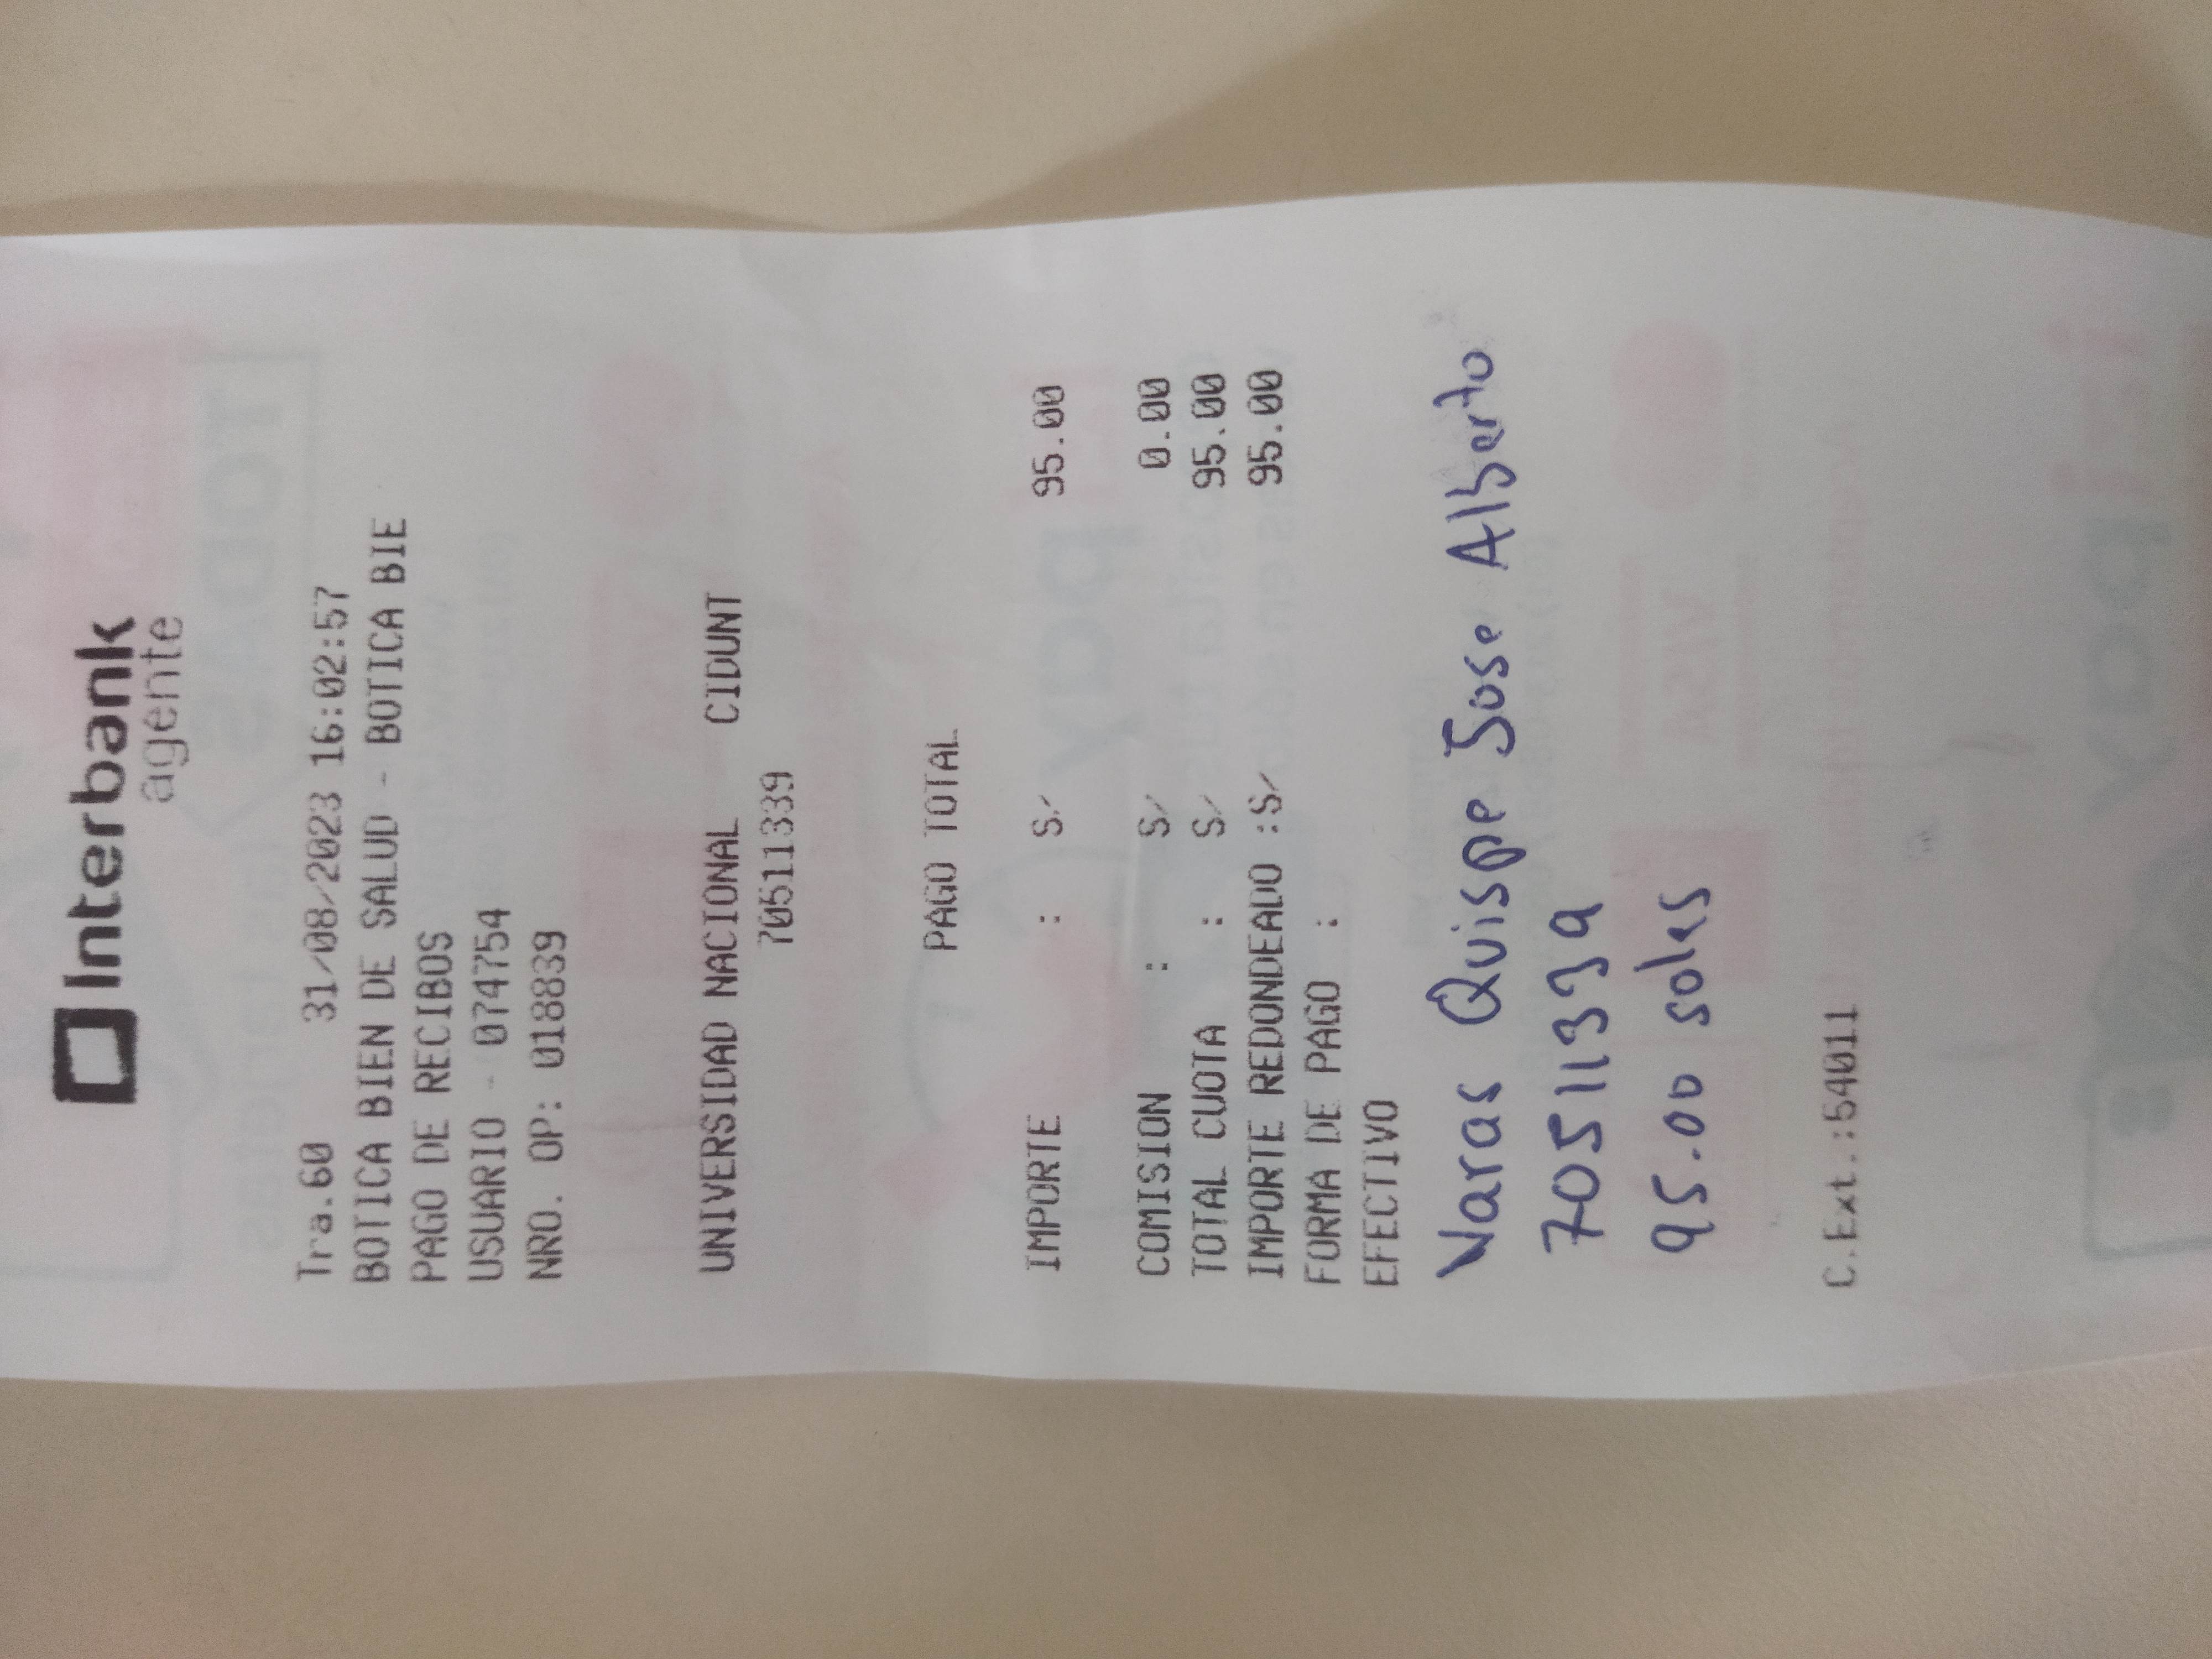 Interbank
agente
Tra.60 31/08/2023 16:02:57
BOTICA BIEN DE SALUD - BOTICA BIE
PAGO DE RECIBOS
USUARIO - 0747754
NRO. OP: 018839
UNIVERSIDAD NACIONAL CIDUNT
70511339
PAGO TOTAL
IMPORTE : S/ 95.00
COMISION : S/ 0.00
TOTAL CUOTA : S/ 95.00
IMPORTE REDONDEADO :S/ 95.00
FORMA DE PAGO :
EFECTIVO
Varas Quispe Jose Alberto
70511339
95.00 soles
C.Ext.:54011